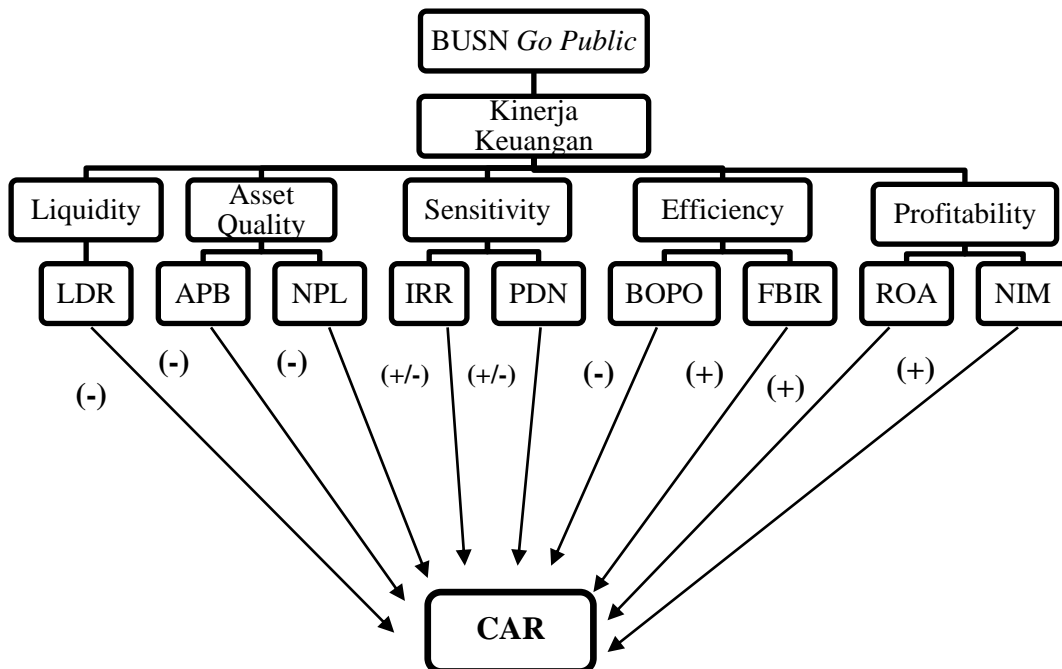 BUSN Go Public
Kinerja
Keuangan
Liquidity
Asset
Quality
Sensitivity
Efficiency
Profitability
LDR
APB
NPL
IRR
PDN
BOPO
FBIR
ROA
NIM
(-)
(-)
(-)
(+/-)
(+/-)
(-)
(+)
(+)
(+)
CAR